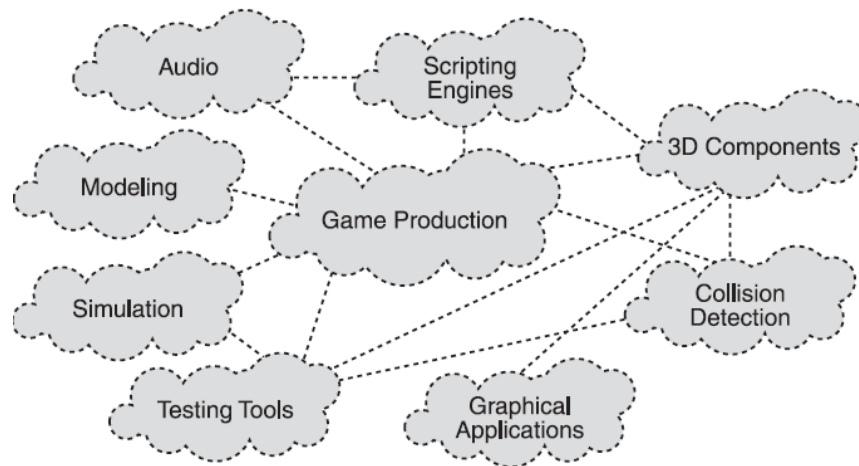 Audio
Scripting
Engines
3D Components
Modeling
Game Production
Simulation
Collision
Detection
Testing Tools
Graphical
Applications